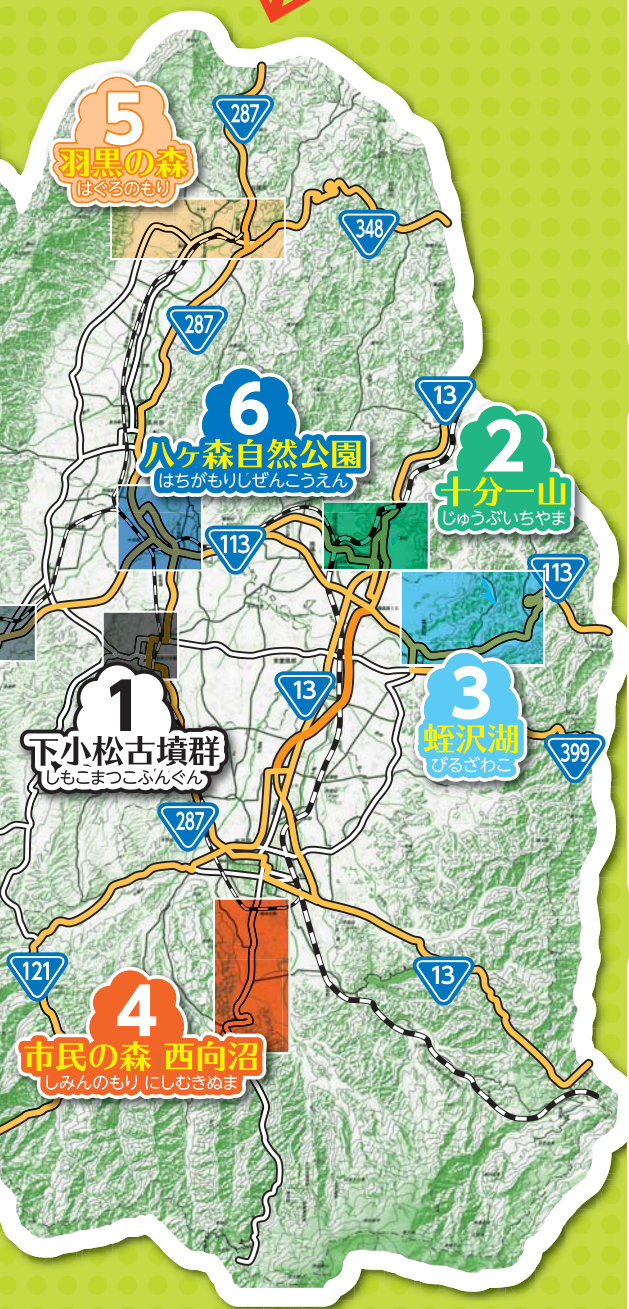 5
羽黒の森
はぐろのもり
287
348
287
13
6
八ヶ森自然公園
はちがもりしぜんこうえん
2
十分一山
じゅうぶいちやま
113
113
13
1
下小松古墳群
しもこまつこふんぐん
3
蛭沢湖
びるざわこ
399
287
121
13
4
市民の森 西向沼
しみんのもり にしむきぬま